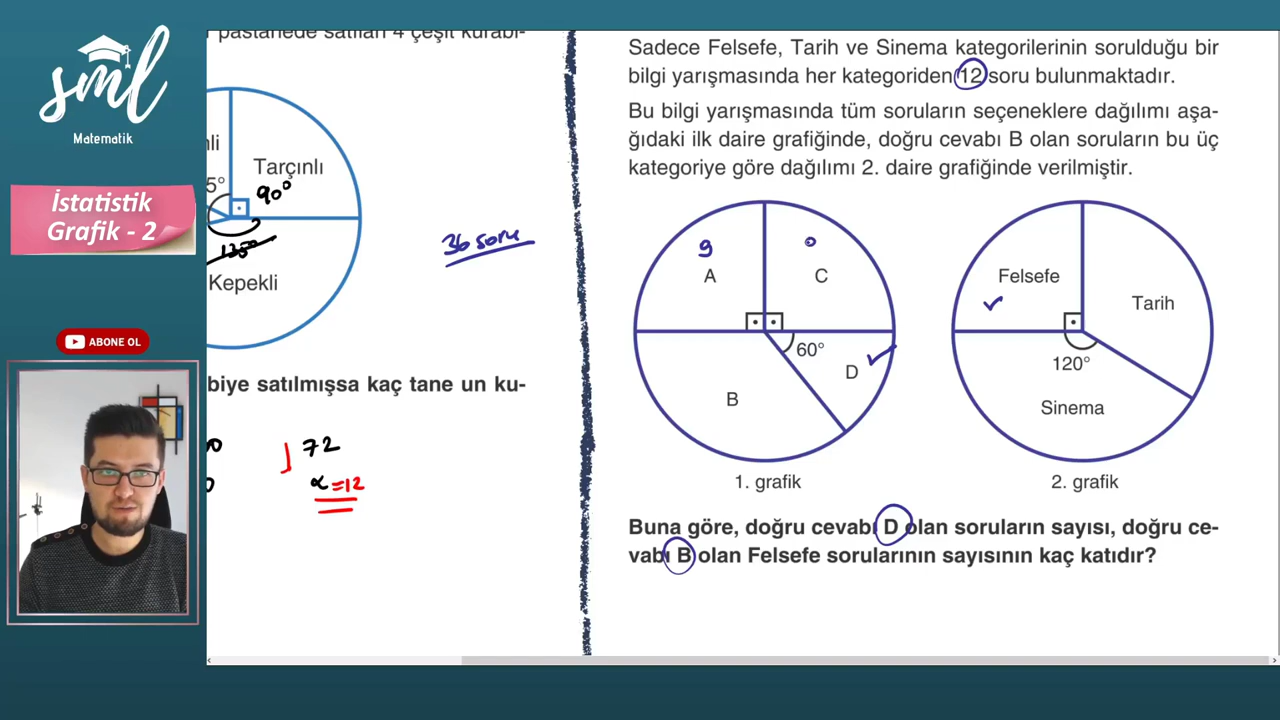 sml
Matematik
İstatistik
Grafik - 2
ABONE OL
pastanede satılan 4 çeşit kurabi-
nli
Tarçınlı
5°
90°
135°
Kepekli
36 soru
biye satılmışsa kaç tane un ku-
00
72
0
α =12
Sadece Felsefe, Tarih ve Sinema kategorilerinin sorulduğu bir
bilgi yarışmasında her kategoriden 12 soru bulunmaktadır.
Bu bilgi yarışmasında tüm soruların seçeneklere dağılımı aşa-
ğıdaki ilk daire grafiğinde, doğru cevabı B olan soruların bu üç
kategoriye göre dağılımı 2. daire grafiğinde verilmiştir.
9
A
C
60°
D
B
1. grafik
Felsefe
Tarih
120°
Sinema
2. grafik
Buna göre, doğru cevabı D olan soruların sayısı, doğru ce-
vabı B olan Felsefe sorularının sayısının kaç katıdır?